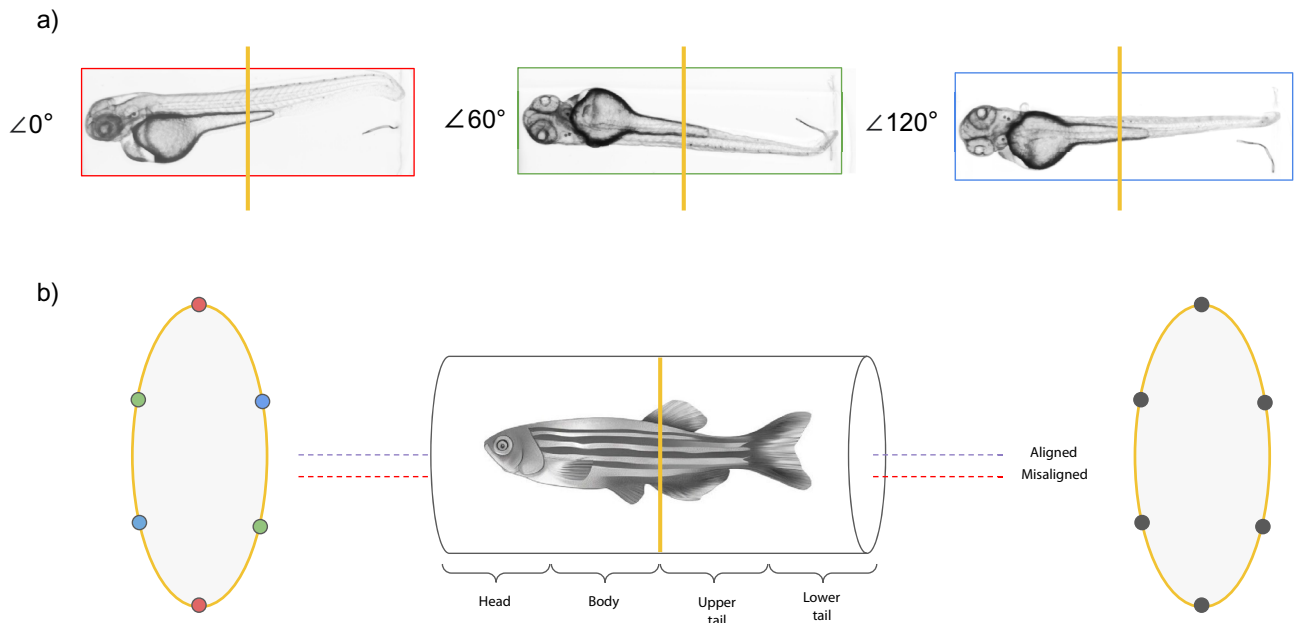 a)
∠0°
∠60°
∠120°
b)
Aligned
Misaligned
Head
Body
Upper
tail
Lower
tail